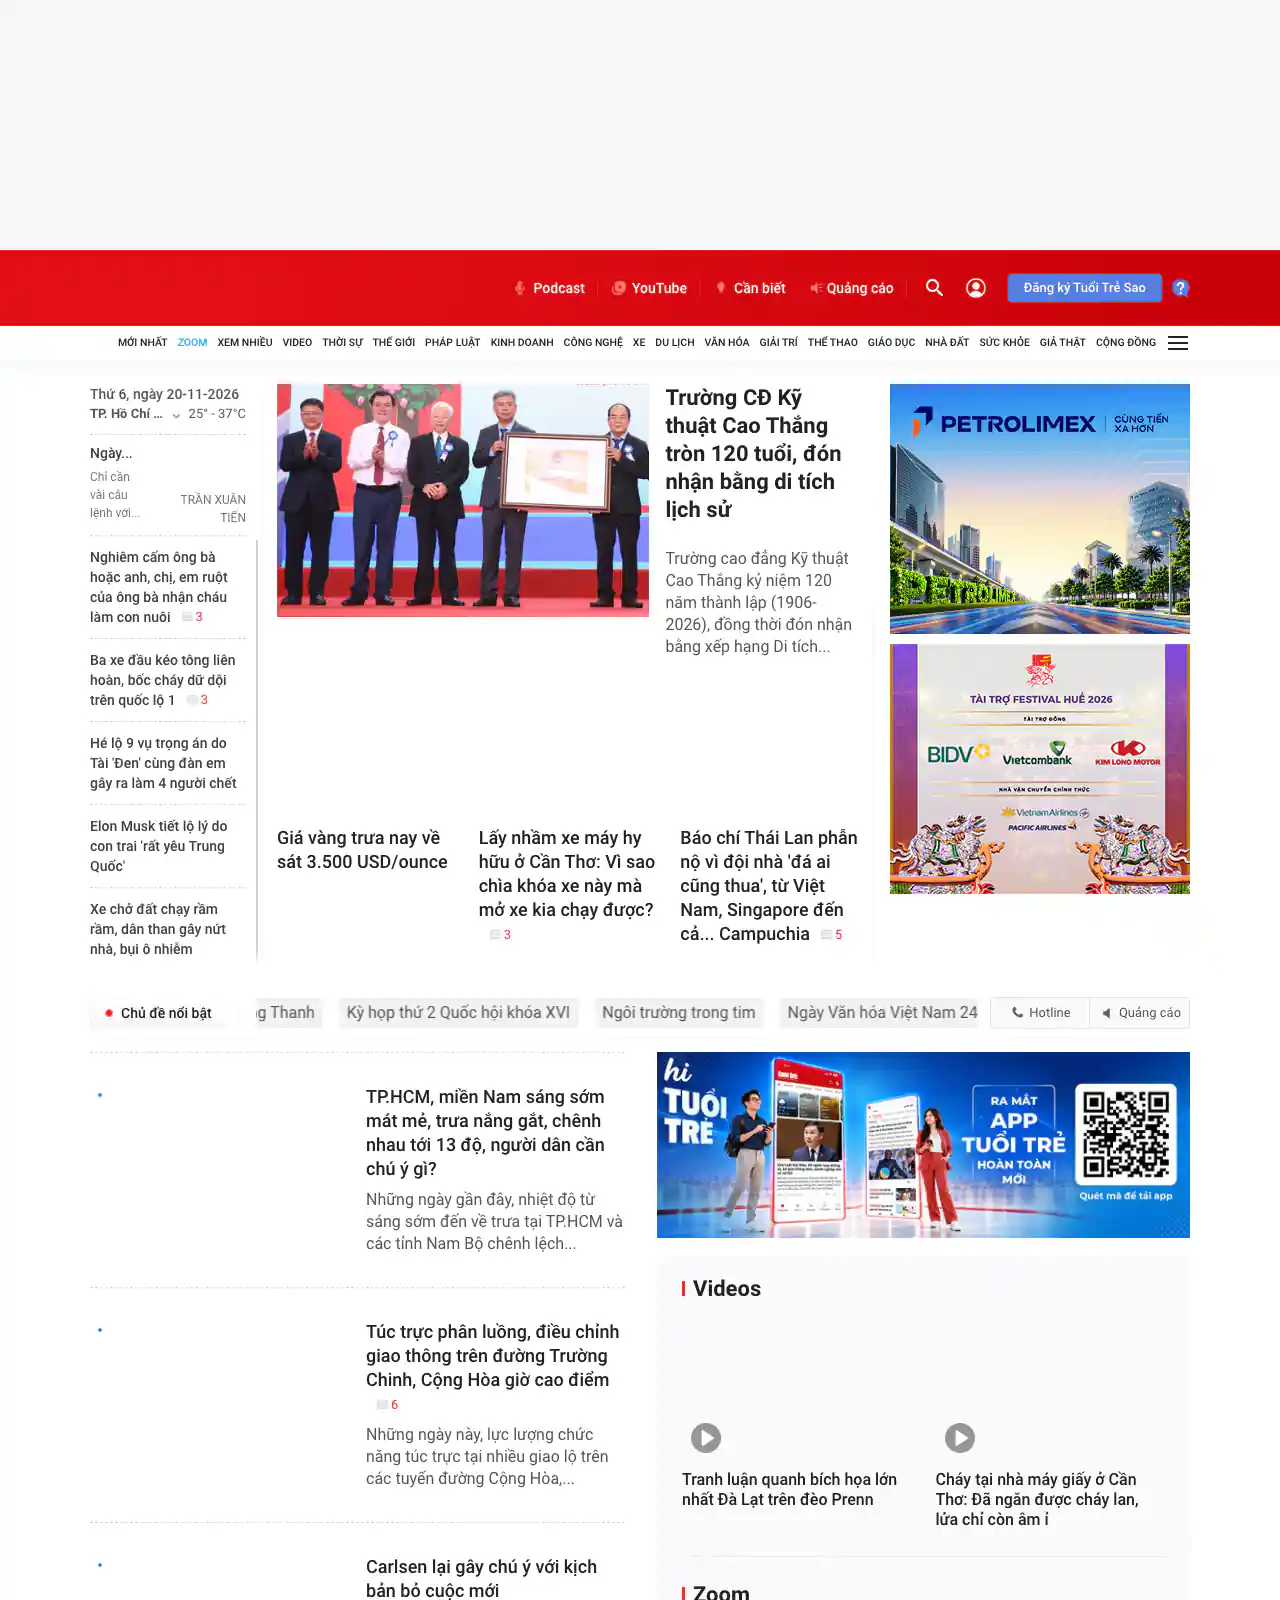 Podcast
YouTube
Cần biết
Quảng cáo
Đăng ký Tuổi Trẻ Sao
MỚI NHẤT ZOOM XEM NHIỀU VIDEO THỜI SỰ THẾ GIỚI PHÁP LUẬT KINH DOANH CÔNG NGHỆ XE DU LỊCH VĂN HÓA GIẢI TRÍ THỂ THAO GIÁO DỤC NHÀ ĐẤT SỨC KHỎE GIẢ THẬT CỘNG ĐỒNG
Thứ 6, ngày 20-11-2026
TP. Hồ Chí ... 25° - 37°C
Ngày...
Chỉ cần
vài câu
lệnh với...
TRẦN XUÂN
TIẾN
Nghiêm cấm ông bà
hoặc anh, chị, em ruột
của ông bà nhận cháu
làm con nuôi 3
Ba xe đầu kéo tông liên
hoàn, bốc cháy dữ dội
trên quốc lộ 1 3
Hé lộ 9 vụ trọng án do
Tài 'Đen' cùng đàn em
gây ra làm 4 người chết
Elon Musk tiết lộ lý do
con trai 'rất yêu Trung
Quốc'
Xe chở đất chạy rầm
rầm, dân than gây nứt
nhà, bụi ô nhiễm
Trường CĐ Kỹ
thuật Cao Thắng
tròn 120 tuổi, đón
nhận bằng di tích
lịch sử
Trường cao đẳng Kỹ thuật
Cao Thắng kỷ niệm 120
năm thành lập (1906-
2026), đồng thời đón nhận
bằng xếp hạng Di tích...
Giá vàng trưa nay về
sát 3.500 USD/ounce
Lấy nhầm xe máy hy
hữu ở Cần Thơ: Vì sao
chìa khóa xe này mà
mở xe kia chạy được?
3
Báo chí Thái Lan phẫn
nộ vì đội nhà 'đá ai
cũng thua', từ Việt
Nam, Singapore đến
cả... Campuchia 5
PETROLIMEX
CÙNG TIẾN
XA HƠN
PETROLIMEX
TÀI TRỢ FESTIVAL HUẾ 2026
TÀI TRỢ ĐỒNG
BIDV
Vietcombank
KIM LONG MOTOR
NHÀ VẬN CHUYỂN CHÍNH THỨC
Vietnam Airlines
PACIFIC AIRLINES
Chủ đề nổi bật
ng Thanh
Kỳ họp thứ 2 Quốc hội khóa XVI
Ngôi trường trong tim
Ngày Văn hóa Việt Nam 24
Hotline
Quảng cáo
TP.HCM, miền Nam sáng sớm
mát mẻ, trưa nắng gắt, chênh
nhau tới 13 độ, người dân cần
chú ý gì?
Những ngày gần đây, nhiệt độ từ
sáng sớm đến về trưa tại TP.HCM và
các tỉnh Nam Bộ chênh lệch...
Túc trực phân luồng, điều chỉnh
giao thông trên đường Trường
Chinh, Cộng Hòa giờ cao điểm
6
Những ngày này, lực lượng chức
năng túc trực tại nhiều giao lộ trên
các tuyến đường Cộng Hòa,...
Carlsen lại gây chú ý với kịch
bản bỏ cuộc mới
hi
TUỔI
TRẺ
RA MẮT
APP
TUỔI TRẺ
HOÀN TOÀN
MỚI
Quét mã để tải app
Videos
Tranh luận quanh bích họa lớn
nhất Đà Lạt trên đèo Prenn
Cháy tại nhà máy giấy ở Cần
Thơ: Đã ngăn được cháy lan,
lửa chỉ còn âm ỉ
Zoom